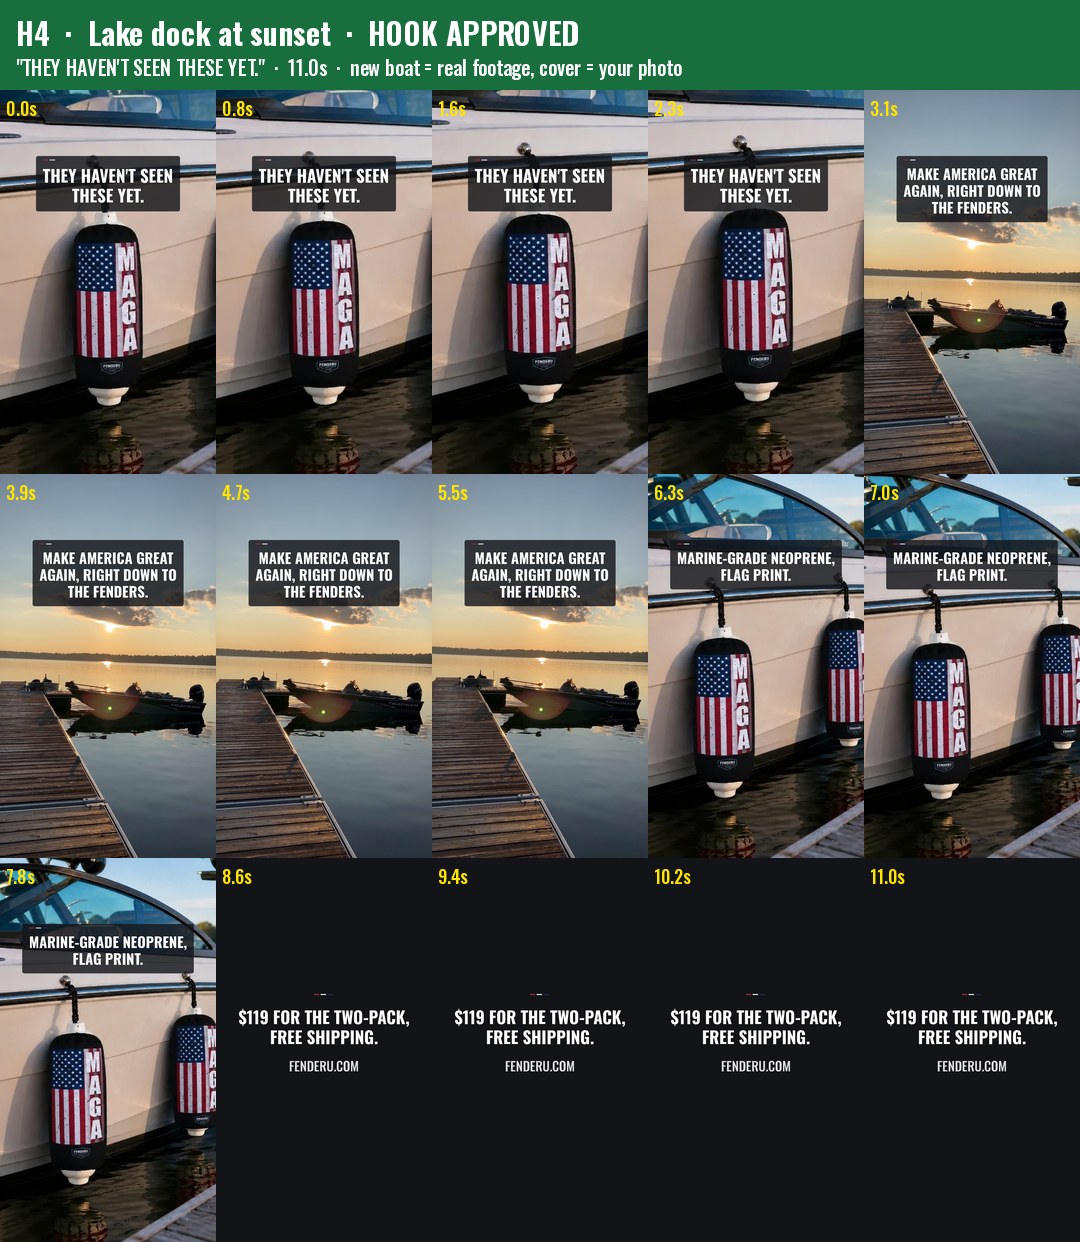 H4 · Lake dock at sunset · HOOK APPROVED
"THEY HAVEN'T SEEN THESE YET." · 11.0s · new boat = real footage, cover = your photo
0.0s
THEY HAVEN'T SEEN
THESE YET.
MAGA
FENDERU
0.8s
THEY HAVEN'T SEEN
THESE YET.
MAGA
FENDERU
1.6s
THEY HAVEN'T SEEN
THESE YET.
MAGA
FENDERU
2.3s
THEY HAVEN'T SEEN
THESE YET.
MAGA
FENDERU
3.1s
MAKE AMERICA GREAT
AGAIN, RIGHT DOWN TO
THE FENDERS.
3.9s
MAKE AMERICA GREAT
AGAIN, RIGHT DOWN TO
THE FENDERS.
4.7s
MAKE AMERICA GREAT
AGAIN, RIGHT DOWN TO
THE FENDERS.
5.5s
MAKE AMERICA GREAT
AGAIN, RIGHT DOWN TO
THE FENDERS.
6.3s
MARINE-GRADE NEOPRENE,
FLAG PRINT.
MAGA
FENDERU
7.0s
MARINE-GRADE NEOPRENE,
FLAG PRINT.
MAGA
FENDERU
7.8s
MARINE-GRADE NEOPRENE,
FLAG PRINT.
MAGA
FENDERU
8.6s
$119 FOR THE TWO-PACK,
FREE SHIPPING.
FENDERU.COM
9.4s
$119 FOR THE TWO-PACK,
FREE SHIPPING.
FENDERU.COM
10.2s
$119 FOR THE TWO-PACK,
FREE SHIPPING.
FENDERU.COM
11.0s
$119 FOR THE TWO-PACK,
FREE SHIPPING.
FENDERU.COM